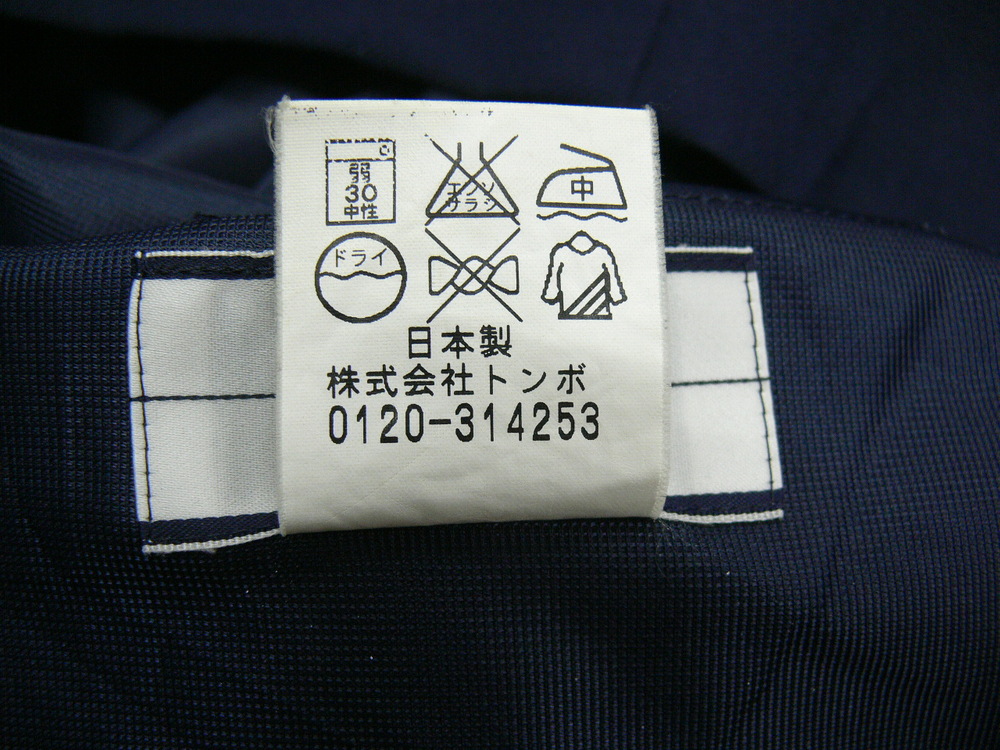 弱
30
中性
エンソ
サラシ
中
ドライ
日本製
株式会社トンボ
0120-314253